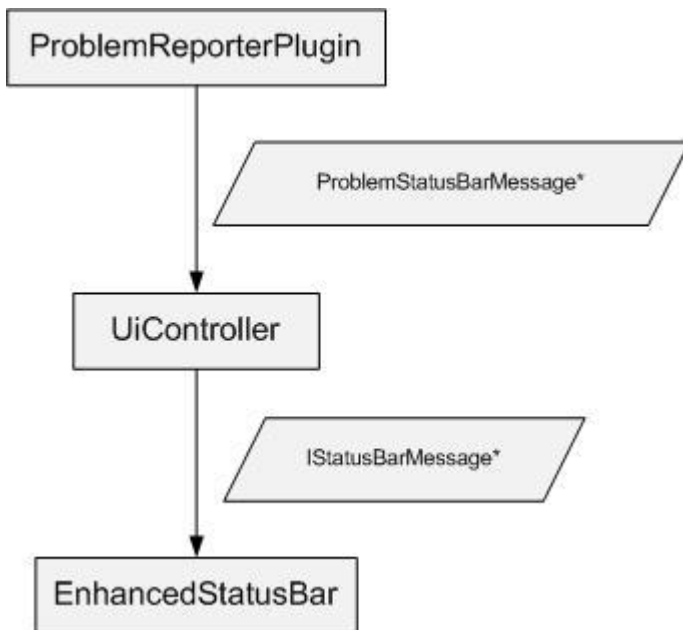 ProblemReporterPlugin
ProblemStatusBarMessage*
UiController
IStatusBarMessage*
EnhancedStatusBar